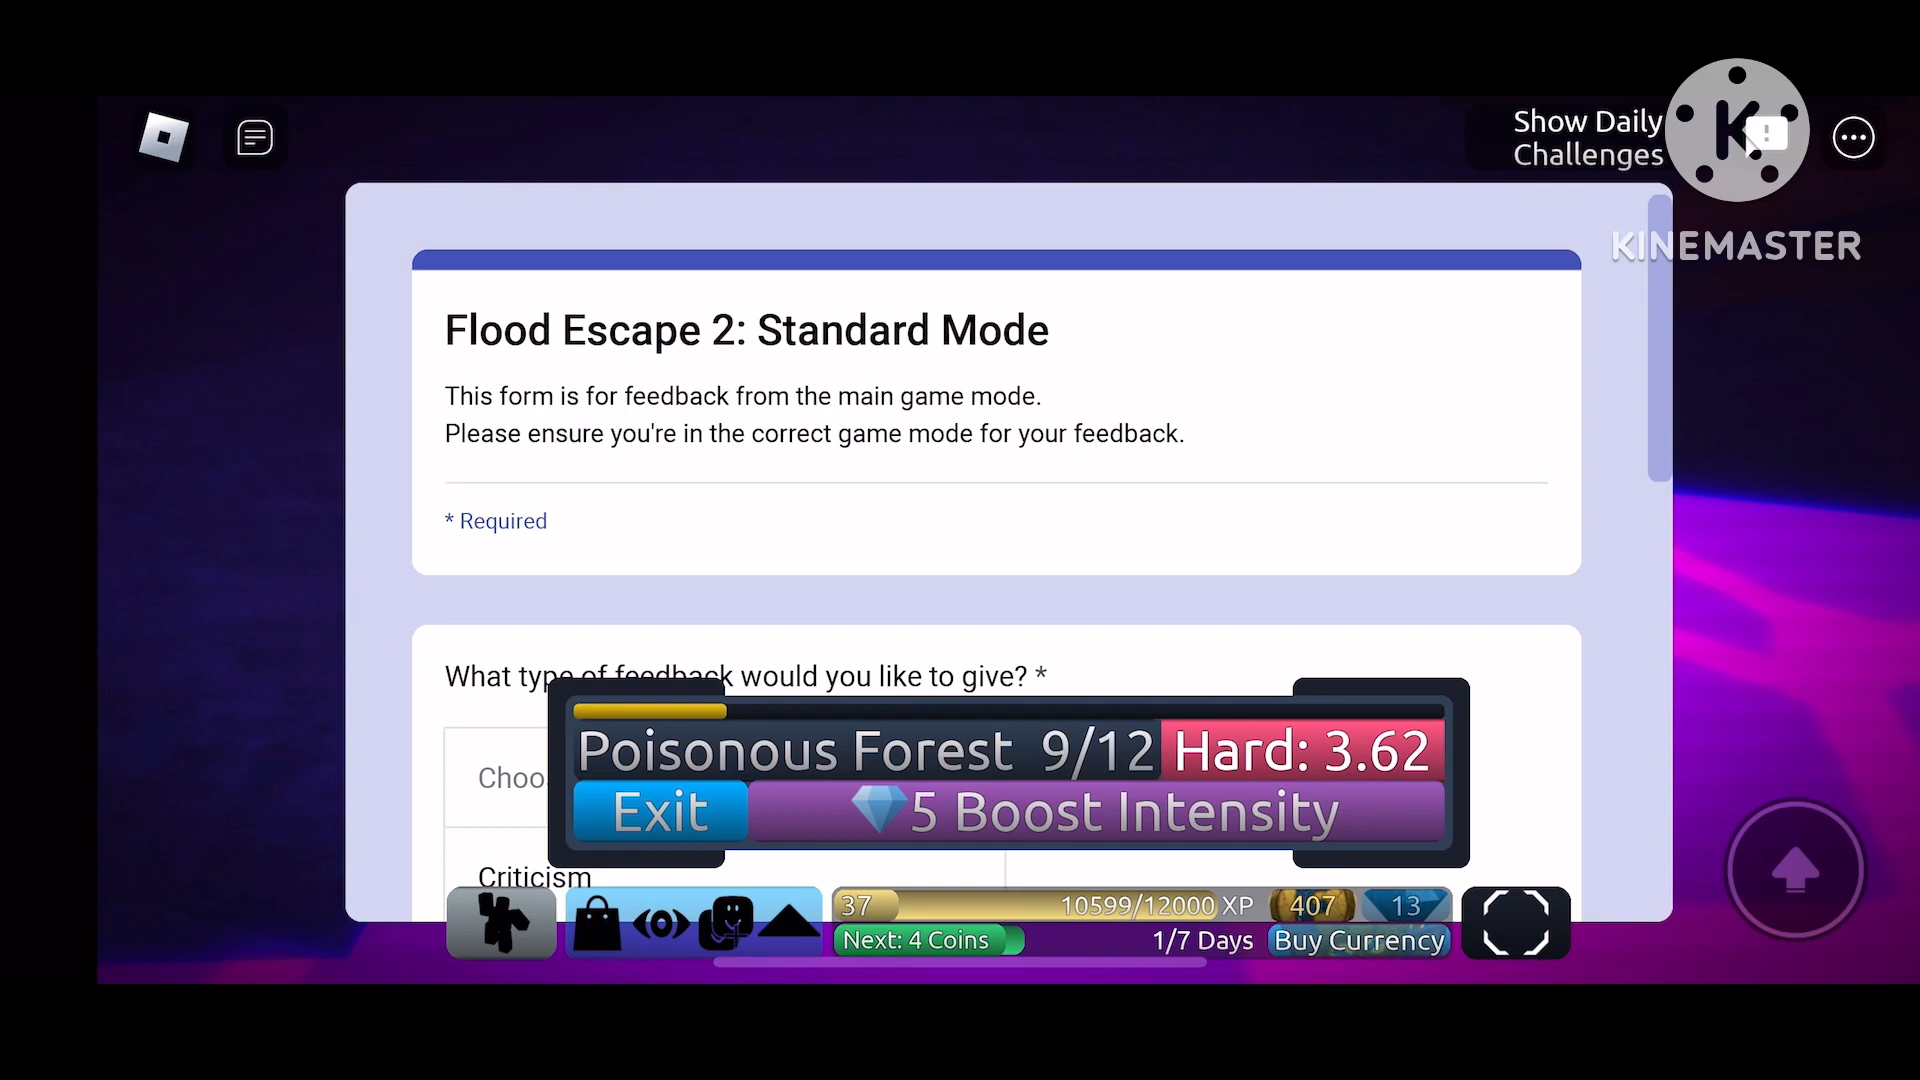 Show Daily
Challenges
K
KINEMASTER
Flood Escape 2: Standard Mode
This form is for feedback from the main game mode.
Please ensure you're in the correct game mode for your feedback.
* Required
What type of feedback would you like to give? *
Poisonous Forest 9/12 Hard: 3.62
Exit 5 Boost Intensity
Criticism
37 10599/12000 XP 407 13
Next: 4 Coins 1/7 Days Buy Currency